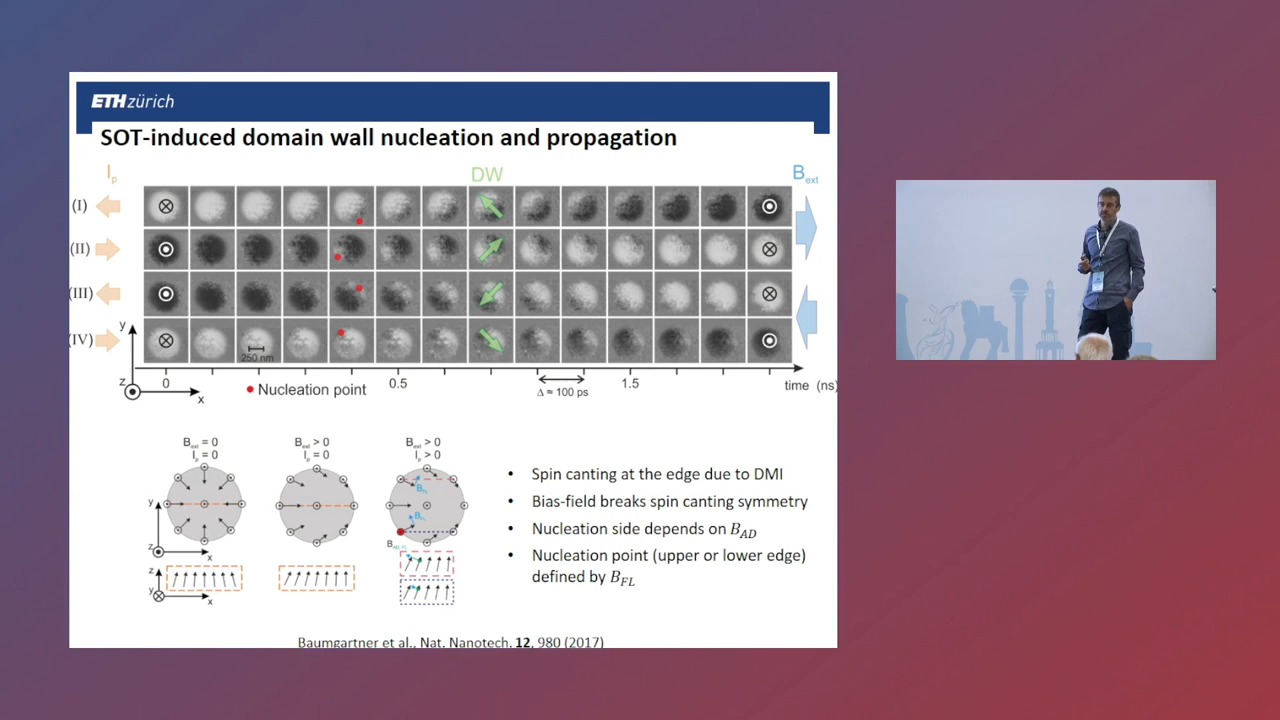 ETH zürich
SOT-induced domain wall nucleation and propagation
Ip
DW
Bext
(I)
(II)
(III)
(IV)
y
z
x
250 nm
0
0.5
1.5
time (ns)
Nucleation point
Δ ≈ 100 ps
Bext = 0
Ip = 0
Bext > 0
Ip = 0
Bext > 0
Ip > 0
BFL
BFL
BAD, FL
y
z
x
z
y
x
• Spin canting at the edge due to DMI
• Bias-field breaks spin canting symmetry
• Nucleation side depends on BAD
• Nucleation point (upper or lower edge)
defined by BFL
Baumgartner et al., Nat. Nanotech. 12, 980 (2017)